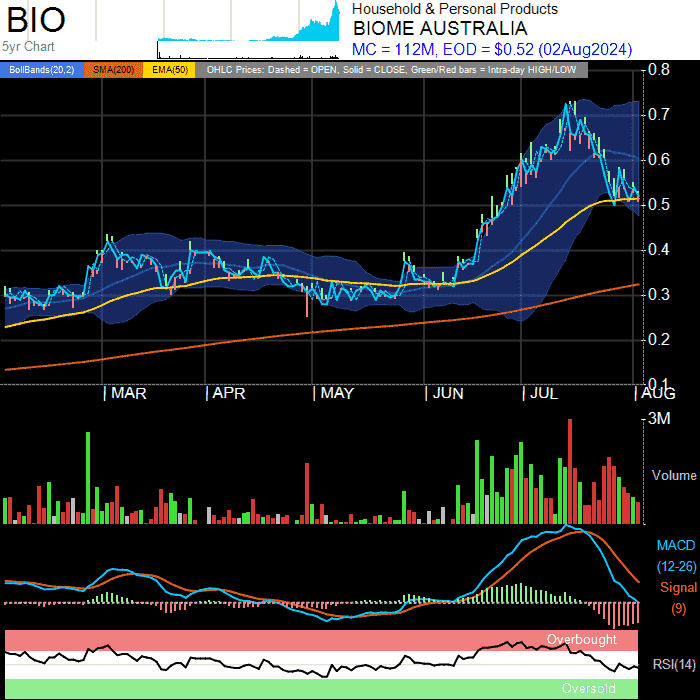 BIO
5yr Chart
Household & Personal Products
BIOME AUSTRALIA
MC = 112M, EOD = $0.52 (02Aug2024)
BollBands(20,2) SMA(200) EMA(50) OHLC Prices: Dashed = OPEN, Solid = CLOSE, Green/Red bars = Intra-day HIGH/LOW
0.8
0.7
0.6
0.5
0.4
0.3
0.2
0.1
MAR APR MAY JUN JUL AUG
3M
Volume
MACD
(12-26)
Signal
(9)
Overbought
RSI(14)
Oversold